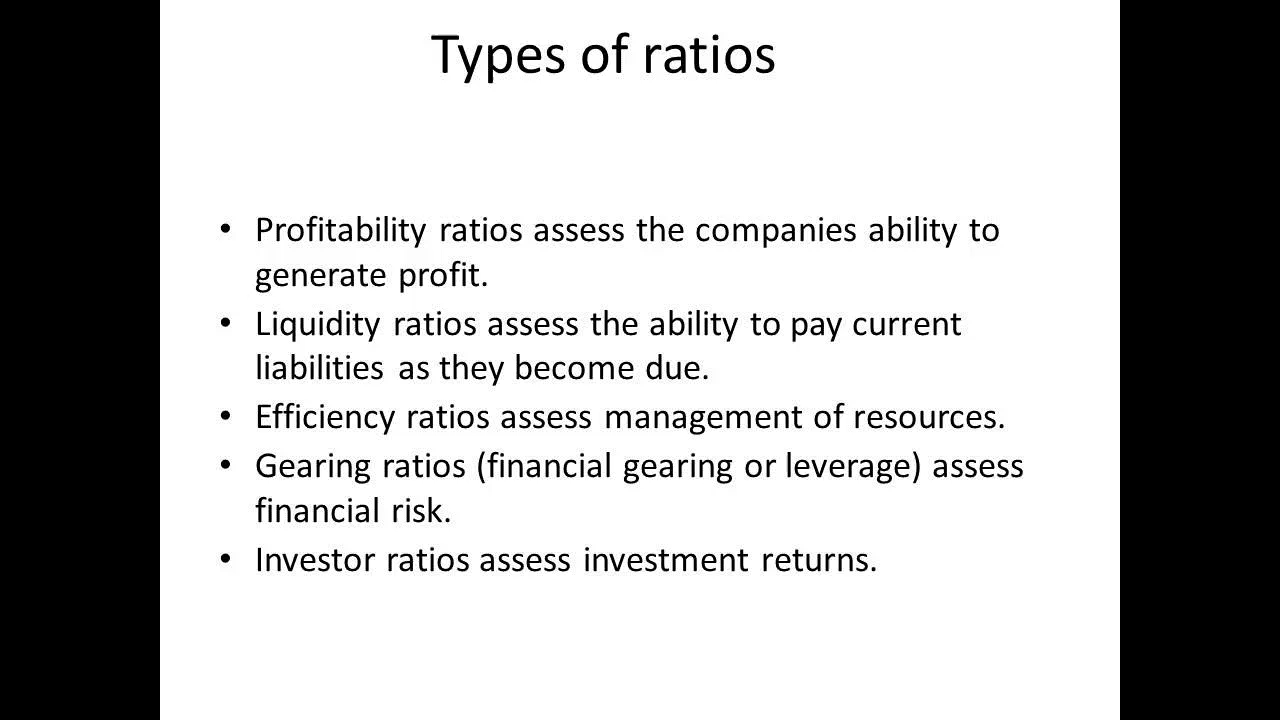 Types of ratios
• Profitability ratios assess the companies ability to
generate profit.
• Liquidity ratios assess the ability to pay current
liabilities as they become due.
• Efficiency ratios assess management of resources.
• Gearing ratios (financial gearing or leverage) assess
financial risk.
• Investor ratios assess investment returns.